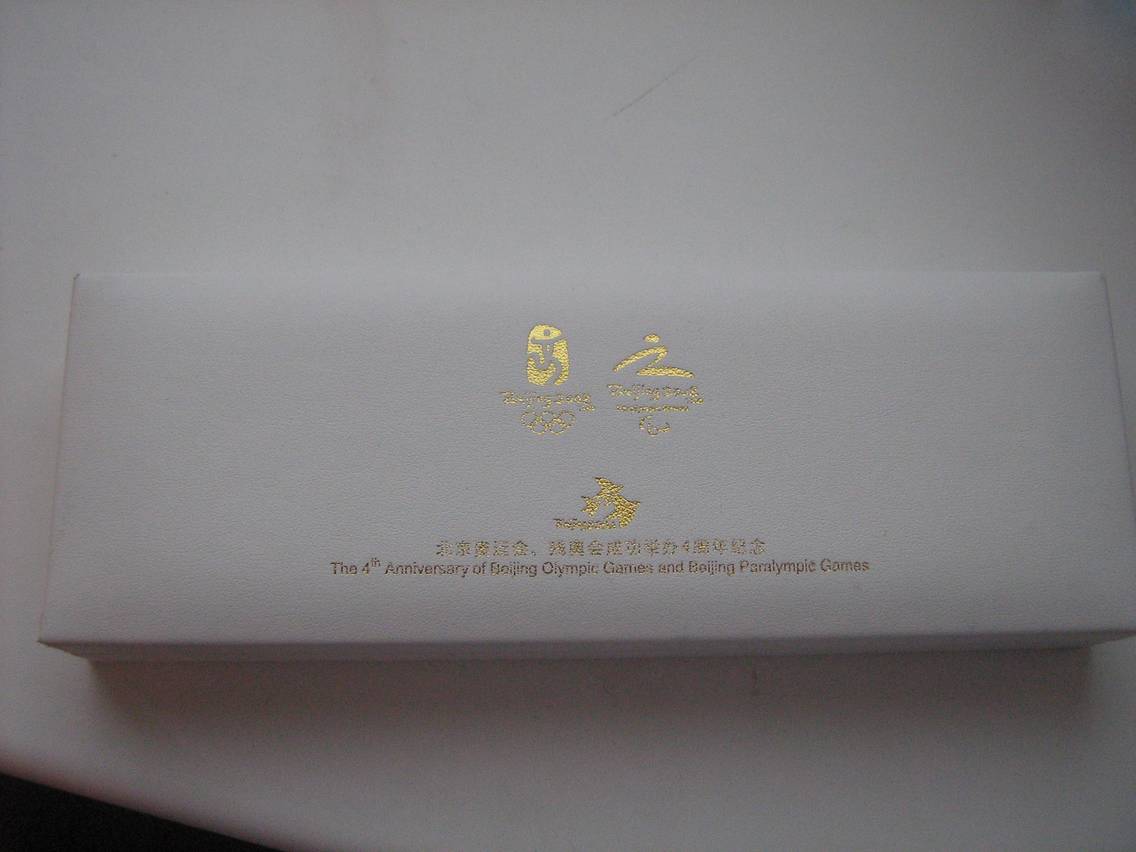 Beijing 2008
Beijing 2008
北京奥运会、残奥会成功举办4周年纪念
The 4th Anniversary of Beijing Olympic Games and Beijing Paralympic Games